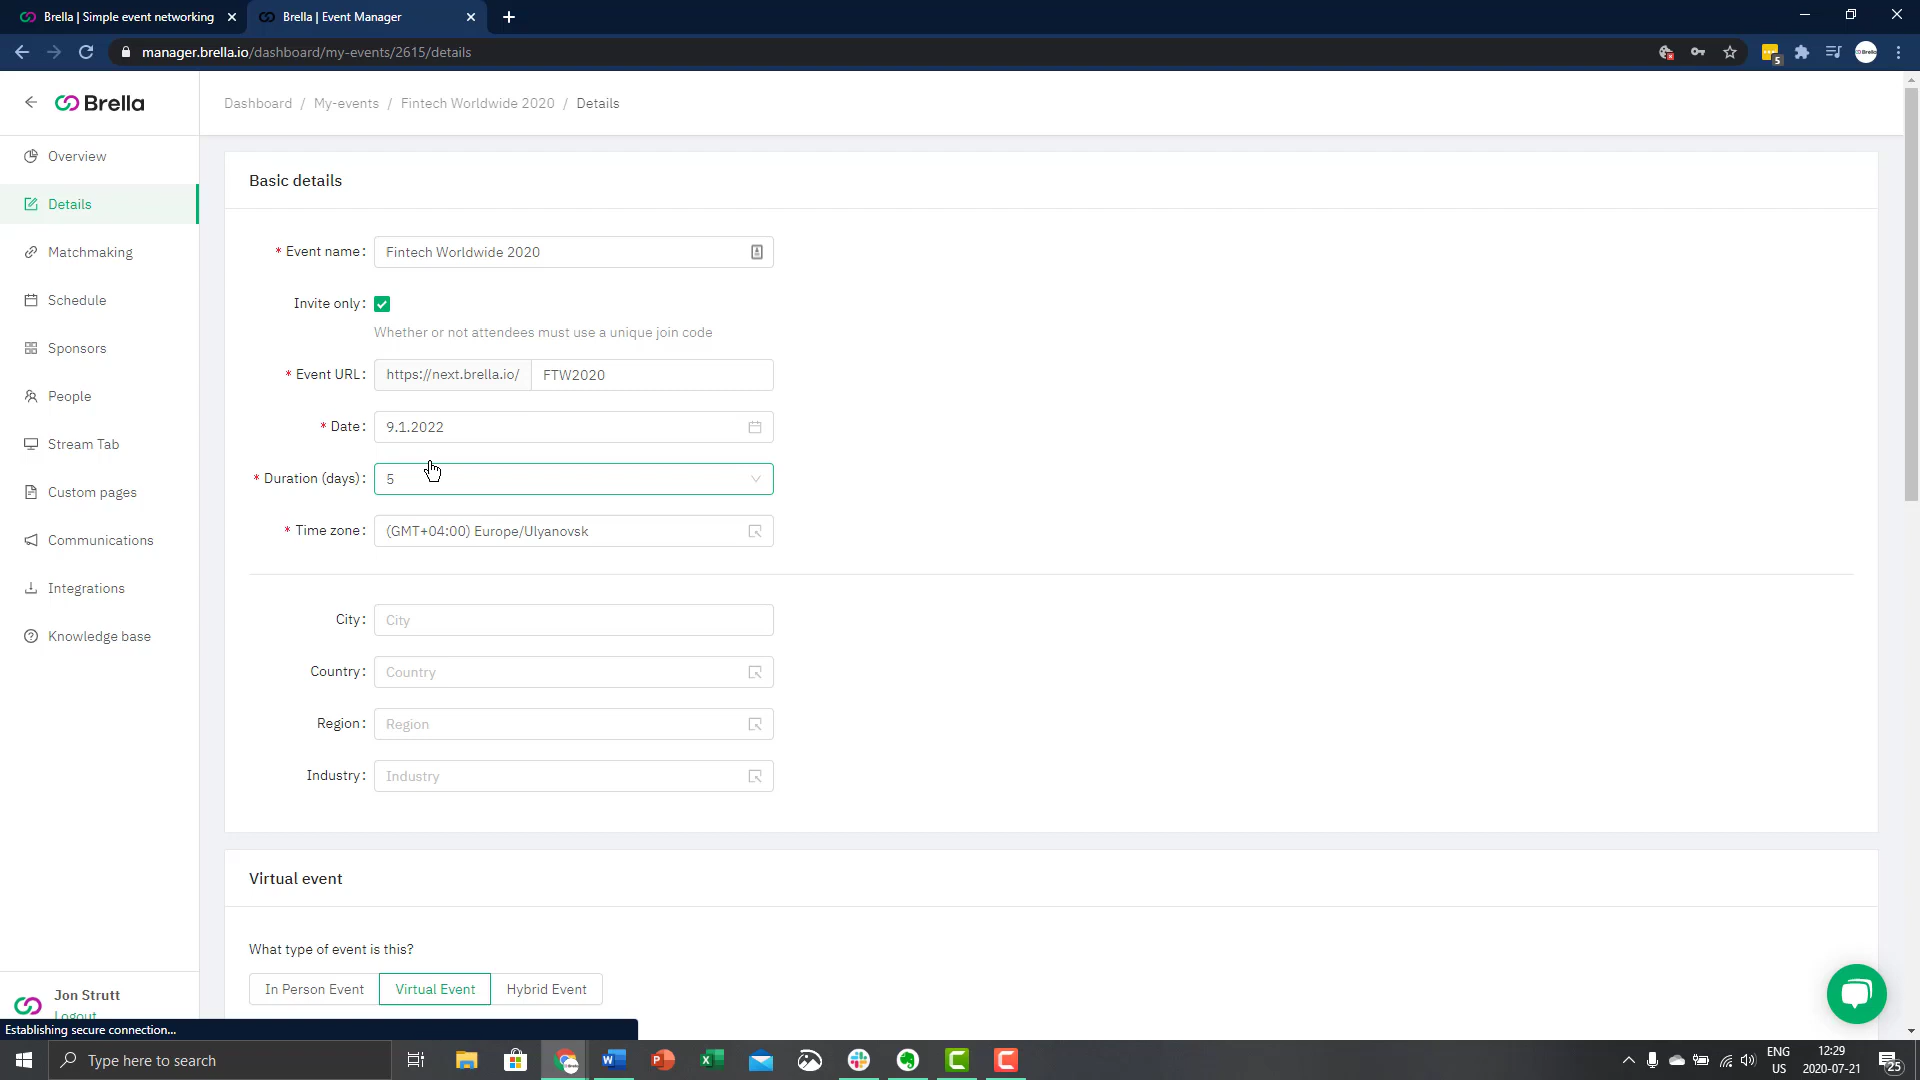 Brella | Simple event networking
Brella | Event Manager
manager.brella.io/dashboard/my-events/2615/details
5
Brella
Brella
Dashboard / My-events / Fintech Worldwide 2020 / Details
Overview
Details
Matchmaking
Schedule
Sponsors
People
Stream Tab
Custom pages
Communications
Integrations
Knowledge base
Basic details
* Event name: Fintech Worldwide 2020
Invite only:
Whether or not attendees must use a unique join code
* Event URL: https://next.brella.io/ FTW2020
* Date: 9.1.2022
* Duration (days): 5
* Time zone: (GMT+04:00) Europe/Ulyanovsk
City: City
Country: Country
Region: Region
Industry: Industry
Virtual event
What type of event is this?
In Person Event Virtual Event Hybrid Event
Jon Strutt
Logout
Establishing secure connection...
Type here to search
ENG
US
12:29
2020-07-21
25